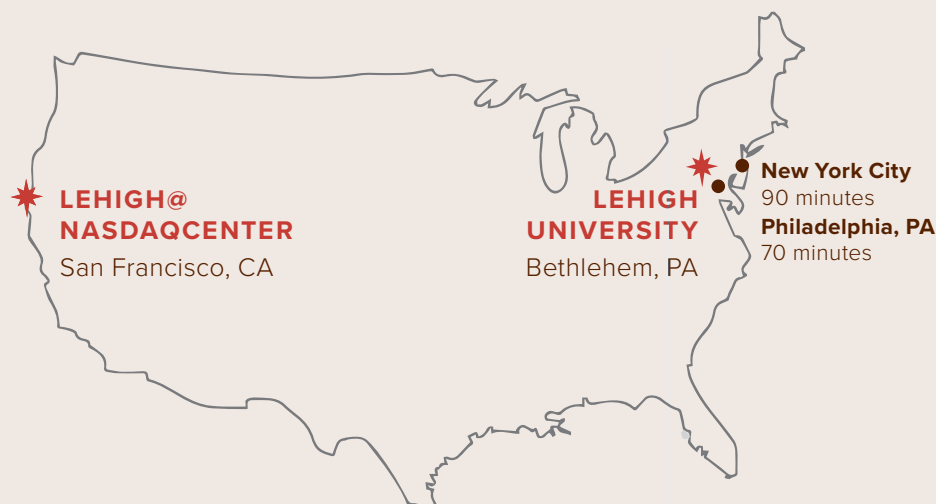 LEHIGH@
NASDAQCENTER
San Francisco, CA
LEHIGH
UNIVERSITY
Bethlehem, PA
New York City
90 minutes
Philadelphia, PA
70 minutes